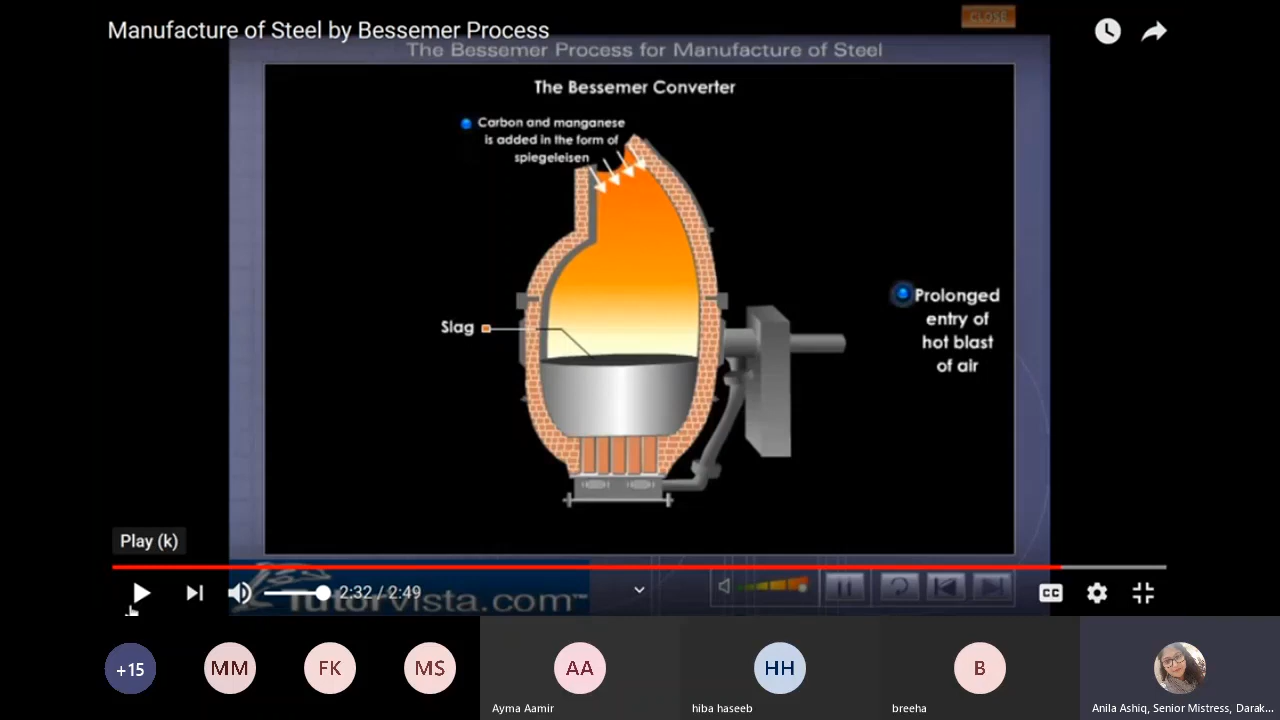 Manufacture of Steel by Bessemer Process
CLOSE
The Bessemer Process for Manufacture of Steel
The Bessemer Converter
Carbon and manganese
is added in the form of
spiegeleisen
Slag
Prolonged
entry of
hot blast
of air
Play (k)
2:32 / 2:49
TutorVista.com™
CC
+15
MM
FK
MS
AA
HH
B
Ayma Aamir
hiba haseeb
breeha
Anila Ashiq, Senior Mistress, Darak...